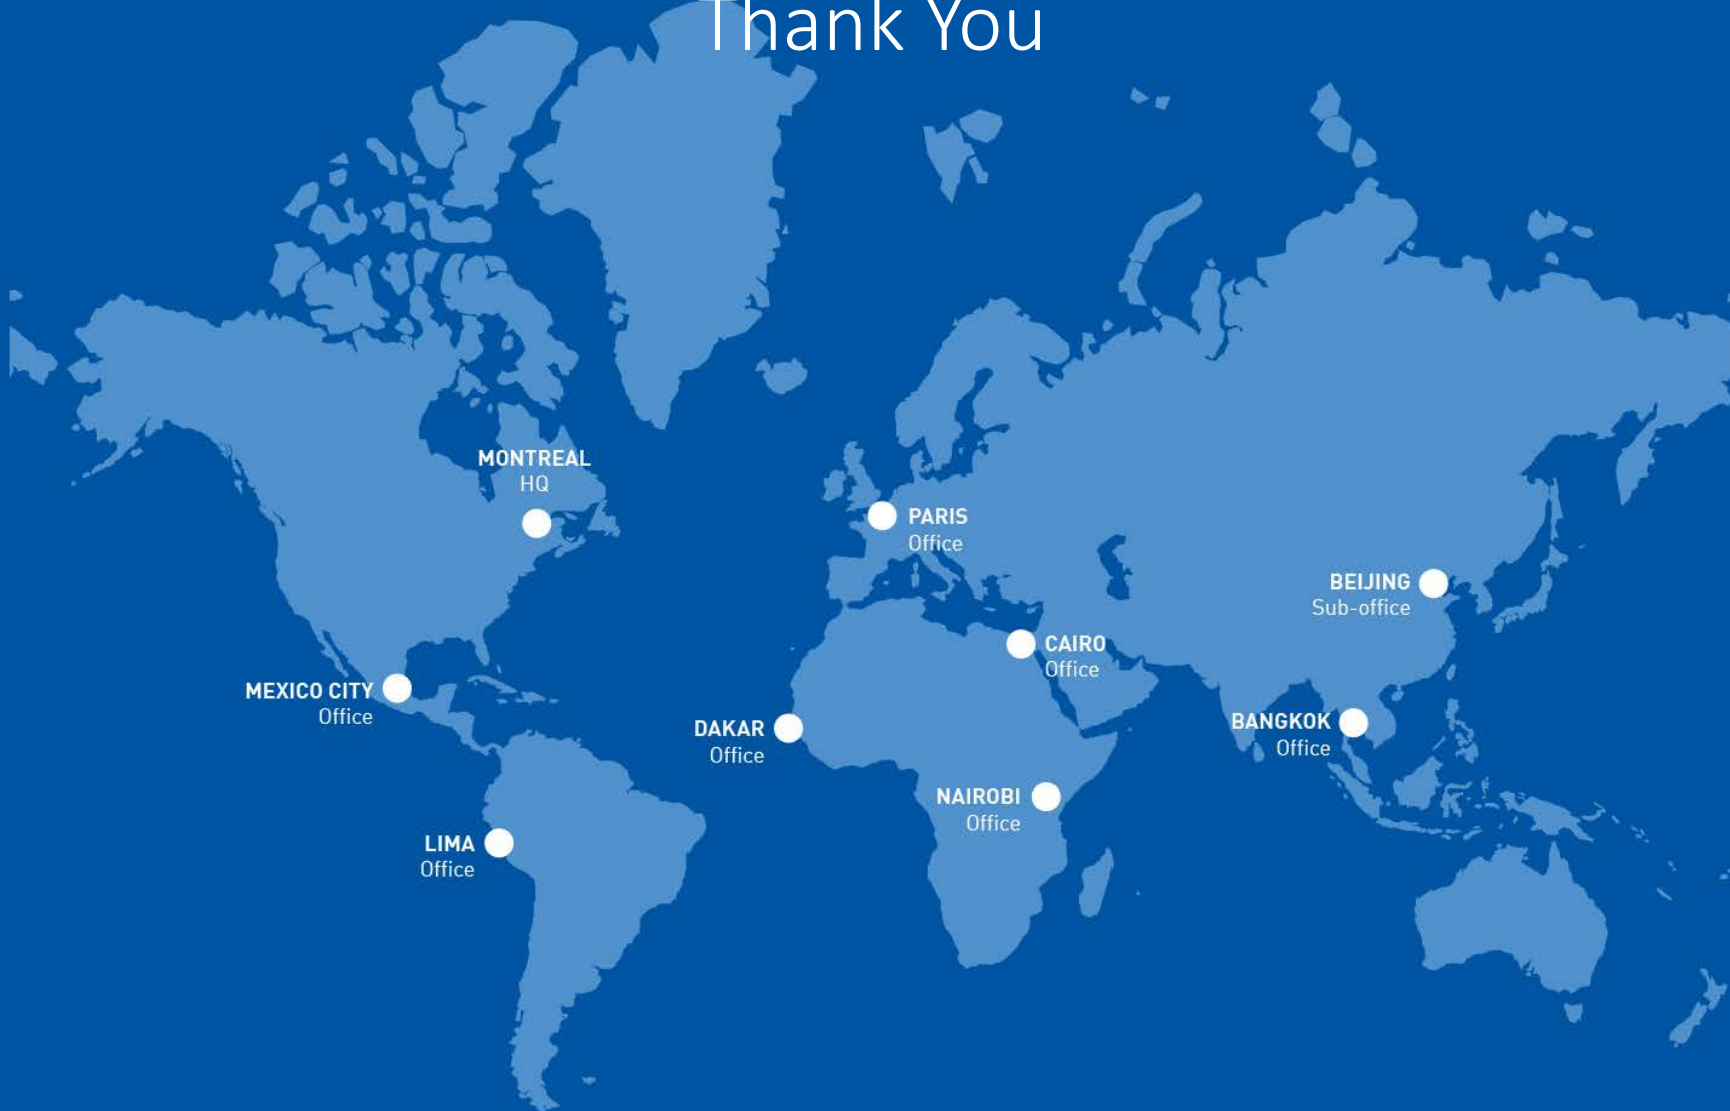 Thank You
MONTREAL
HQ
PARIS
Office
BEIJING
Sub-office
CAIRO
Office
MEXICO CITY
Office
DAKAR
Office
BANGKOK
Office
NAIROBI
Office
LIMA
Office